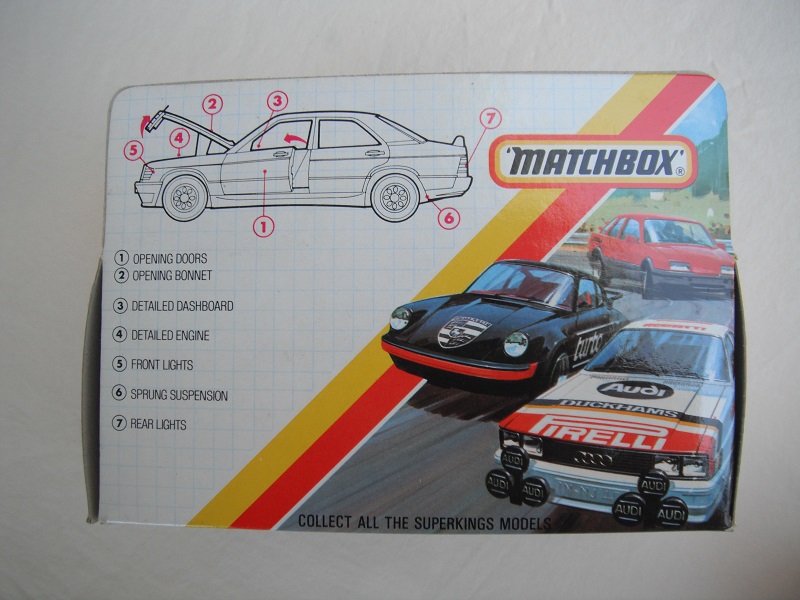 2
3
4
5
7
1
6
'MATCHBOX'®
1 OPENING DOORS
2 OPENING BONNET
3 DETAILED DASHBOARD
4 DETAILED ENGINE
5 FRONT LIGHTS
6 SPRUNG SUSPENSION
7 REAR LIGHTS
turbo
Audi
DUCKHAMS
PIRELLI
AUDI
AUDI
AUDI
AUDI
AUDI
AUDI
COLLECT ALL THE SUPERKINGS MODELS